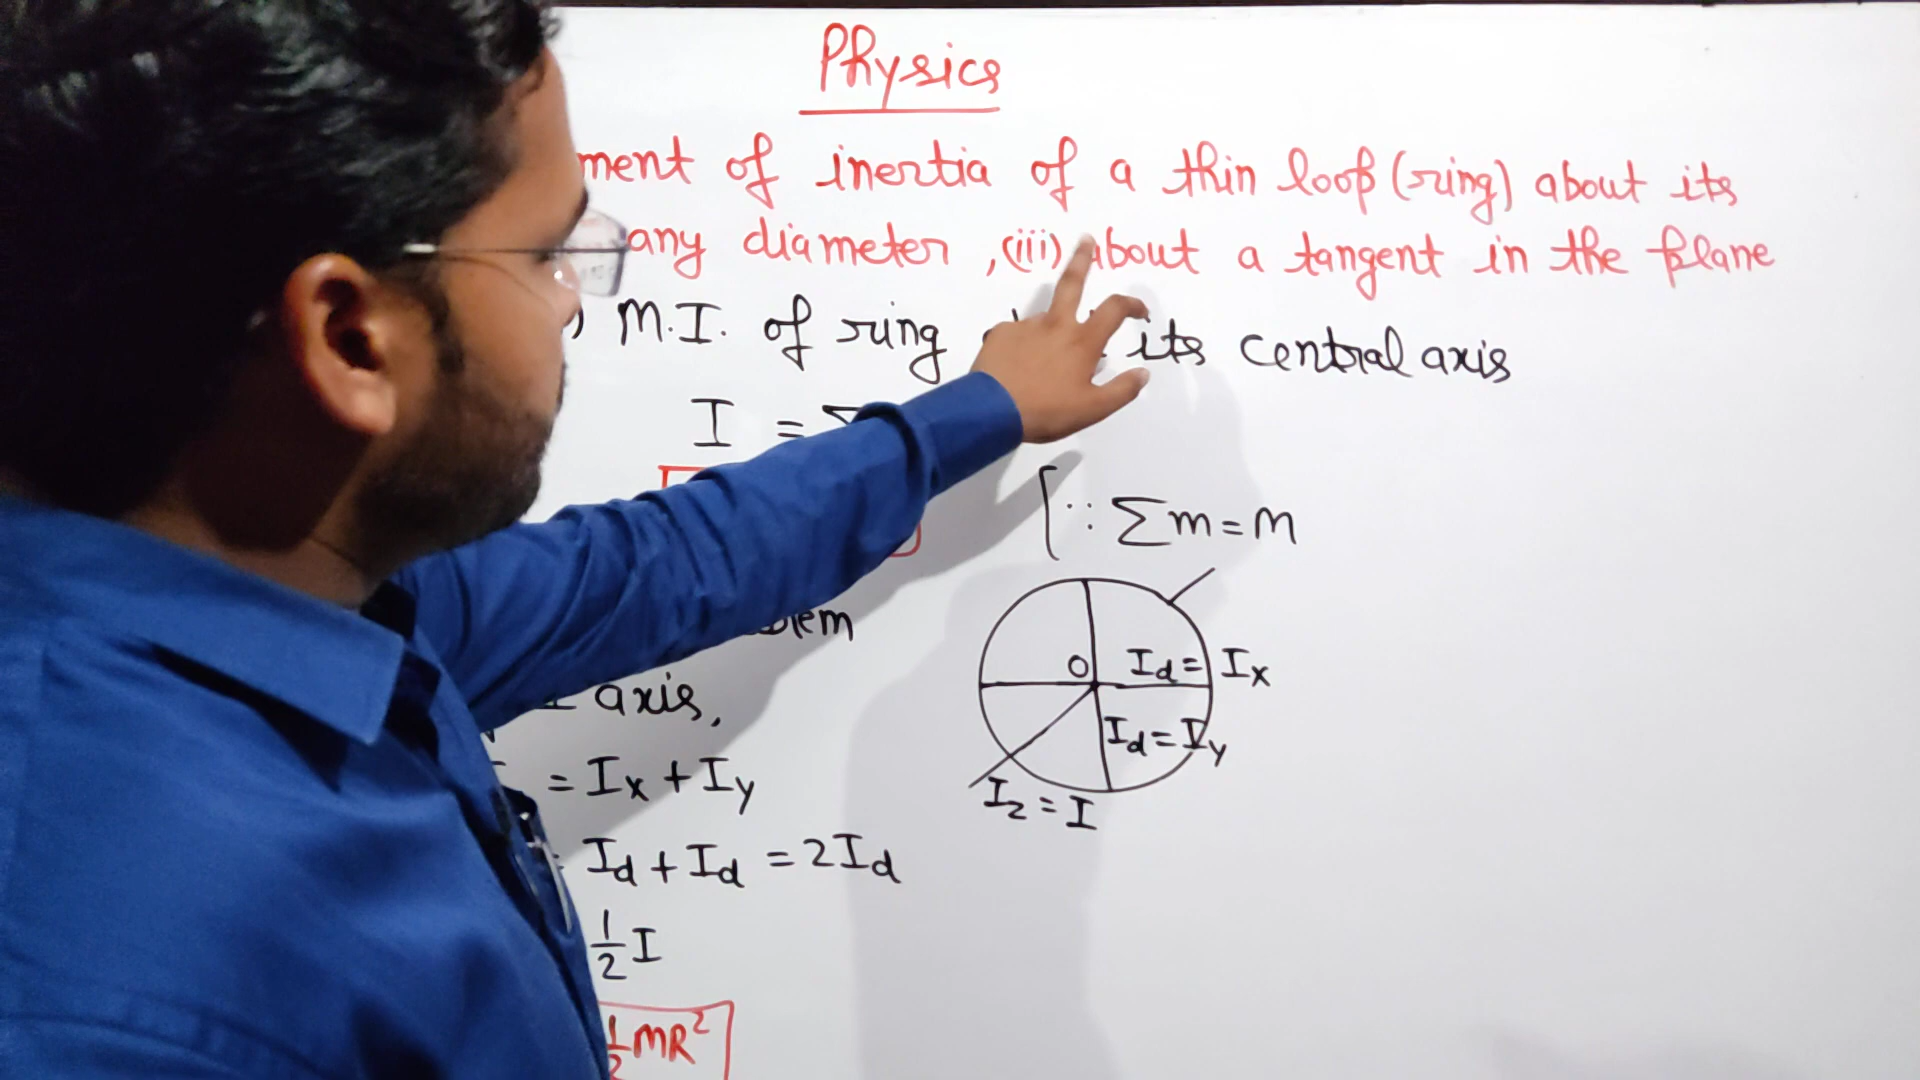 Physics
ment of inertia of a thin loop (ring) about its
any diameter, (iii) about a tangent in the plane
) M.I. of ring its central axis
I = Σ
[∵ Σm = M
axis,
O Id = Ix
Id = Iy
= Ix + Iy
Iz = I
= Id + Id = 2Id
1/2 I
1/2 MR²